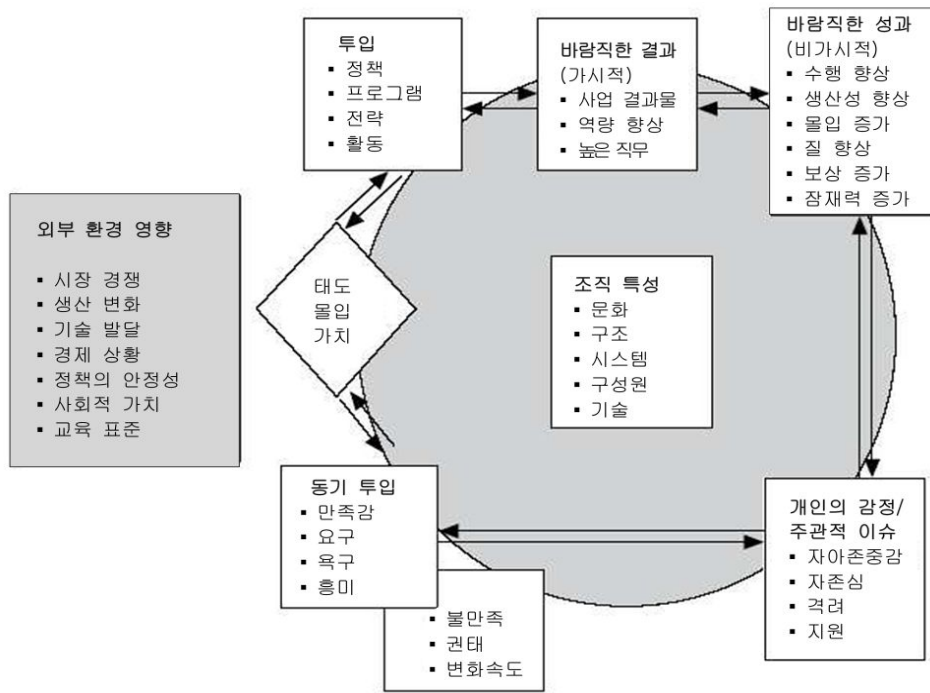 투입
▪ 정책
▪ 프로그램
▪ 전략
▪ 활동
바람직한 결과
(가시적)
▪ 사업 결과물
▪ 역량 향상
▪ 높은 직무
바람직한 성과
(비가시적)
▪ 수행 향상
▪ 생산성 향상
▪ 몰입 증가
▪ 질 향상
▪ 보상 증가
▪ 잠재력 증가
외부 환경 영향
▪ 시장 경쟁
▪ 생산 변화
▪ 기술 발달
▪ 경제 상황
▪ 정책의 안정성
▪ 사회적 가치
▪ 교육 표준
태도
몰입
가치
조직 특성
▪ 문화
▪ 구조
▪ 시스템
▪ 구성원
▪ 기술
동기 투입
▪ 만족감
▪ 요구
▪ 욕구
▪ 흥미
▪ 불만족
▪ 권태
▪ 변화속도
개인의 감정/
주관적 이슈
▪ 자아존중감
▪ 자존심
▪ 격려
▪ 지원